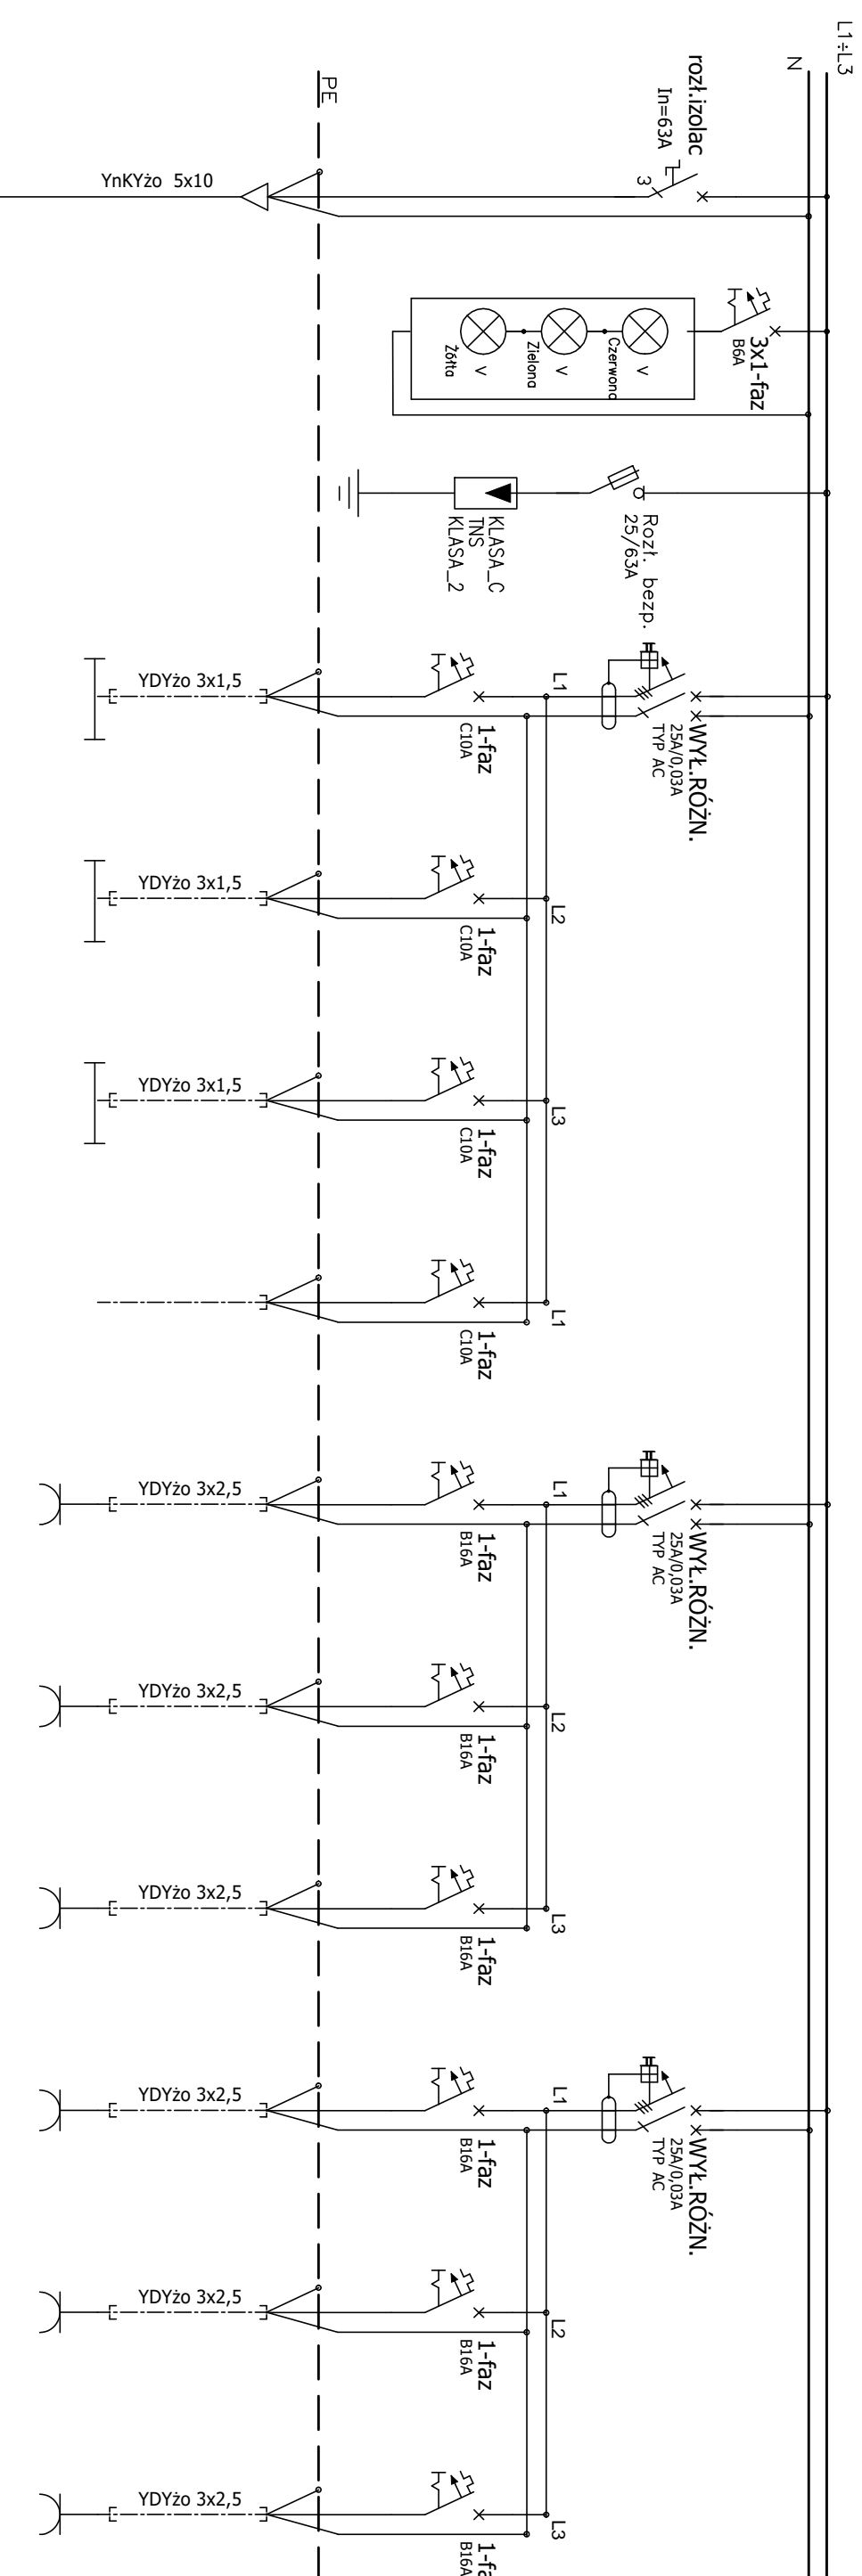 L1÷L3
N
PE
rozł.izolac
In=63A
3
YnKYżo 5x10
3x1-faz
B6A
Czerwona
V
Zielona
V
Żółta
V
Rozł. bezp.
25/63A
KLASA_C
TNS
KLASA_2
WYŁ.RÓŻN.
25A/0,03A
TYP AC
L1
1-faz
C10A
YDYżo 3x1,5
L2
1-faz
C10A
YDYżo 3x1,5
L3
1-faz
C10A
YDYżo 3x1,5
L1
1-faz
C10A
WYŁ.RÓŻN.
25A/0,03A
TYP AC
L1
1-faz
B16A
YDYżo 3x2,5
L2
1-faz
B16A
YDYżo 3x2,5
L3
1-faz
B16A
YDYżo 3x2,5
WYŁ.RÓŻN.
25A/0,03A
TYP AC
L1
1-faz
B16A
YDYżo 3x2,5
L2
1-faz
B16A
YDYżo 3x2,5
L3
1-fa
B16A
YDYżo 3x2,5